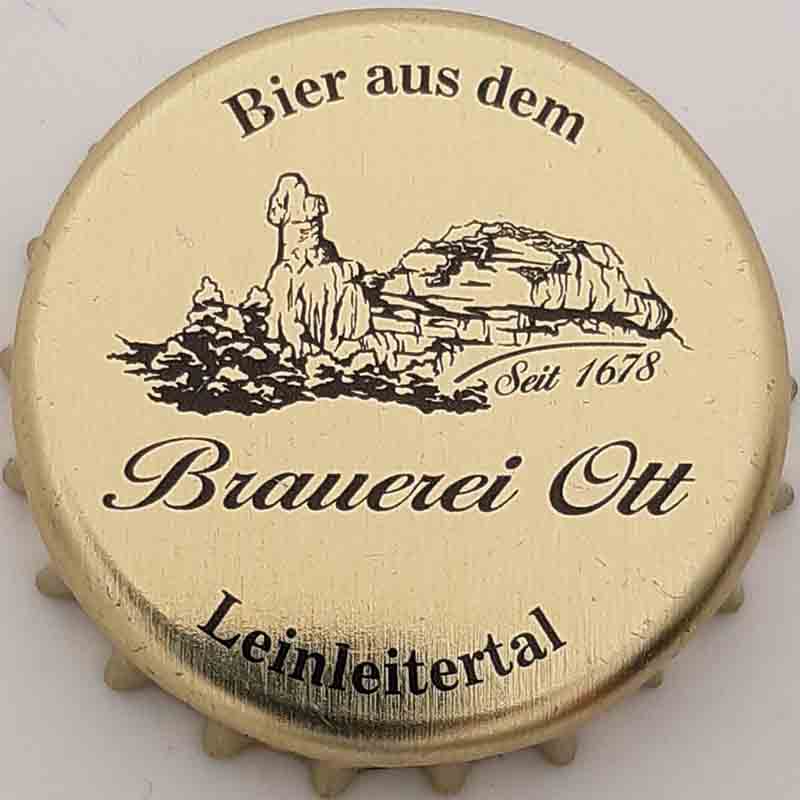 Bier aus dem
Seit 1678
Brauerei Ott
Leinleitertal